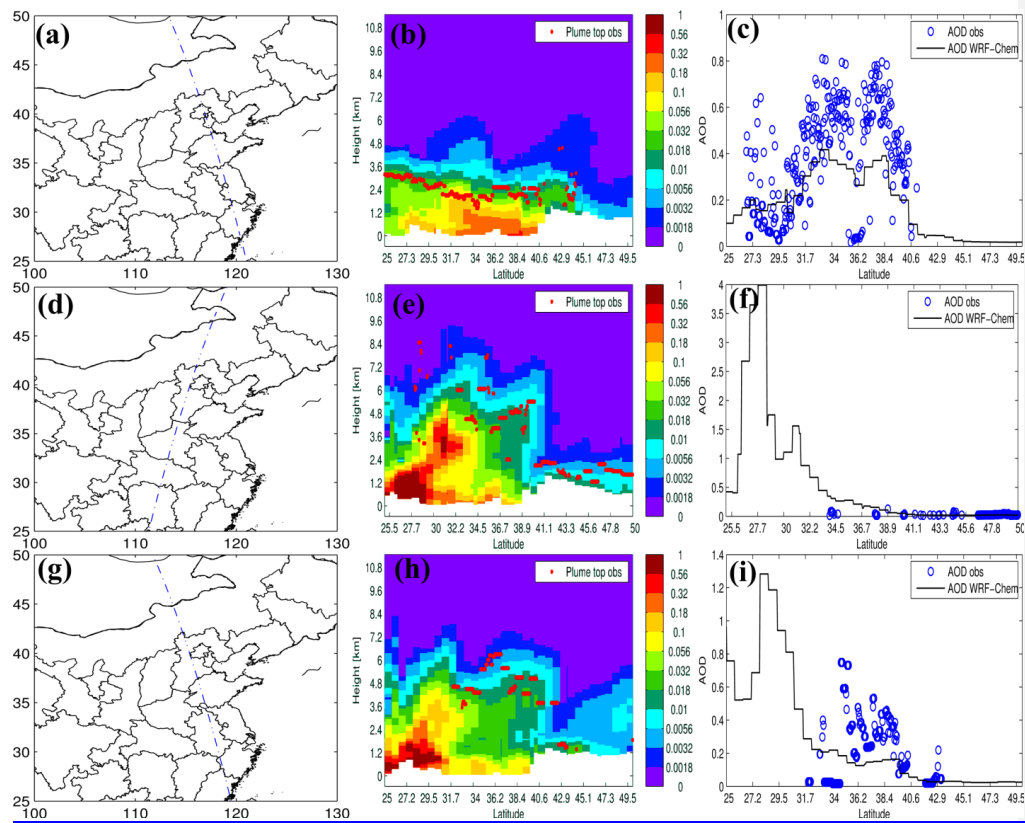 (a)
50
45
40
35
30
25
100 110 120 130
(b)
Plume top obs
Height [km]
10.8
9.6
8.4
7.2
6
4.8
3.6
2.4
1.2
0
25 27.3 29.5 31.7 34 36.2 38.4 40.6 42.9 45.1 47.3 49.5
Latitude
1
0.56
0.32
0.18
0.1
0.056
0.032
0.018
0.01
0.0056
0.0032
0.0018
0
(c)
AOD obs
AOD WRF-Chem
AOD
1
0.8
0.6
0.4
0.2
0
25 27.3 29.5 31.7 34 36.2 38.4 40.6 42.9 45.1 47.3 49.5
Latitude
(d)
50
45
40
35
30
25
100 110 120 130
(e)
Plume top obs
Height [km]
10.8
9.6
8.4
7.2
6
4.8
3.6
2.4
1.2
0
25.5 27.7 30 32.2 34.5 36.7 38.9 41.1 43.3 45.6 47.8 50
Latitude
1
0.56
0.32
0.18
0.1
0.056
0.032
0.018
0.01
0.0056
0.0032
0.0018
0
(f)
AOD obs
AOD WRF-Chem
AOD
4
3.5
3
2.5
2
1.5
1
0.5
0
25.5 27.7 30 32.2 34.5 36.7 38.9 41.1 43.3 45.6 47.8 50
Latitude
(g)
50
45
40
35
30
25
100 110 120 130
(h)
Plume top obs
Height [km]
10.8
9.6
8.4
7.2
6
4.8
3.6
2.4
1.2
0
25 27.2 29.5 31.8 34 36.2 38.4 40.6 42.9 45.1 47.3 49.5
Latitude
1
0.56
0.32
0.18
0.1
0.056
0.032
0.018
0.01
0.0056
0.0032
0.0018
0
(i)
AOD obs
AOD WRF-Chem
AOD
1.4
1.2
1
0.8
0.6
0.4
0.2
0
25 27.2 29.5 31.8 34 36.2 38.4 40.6 42.9 45.1 47.3 49.5
Latitude